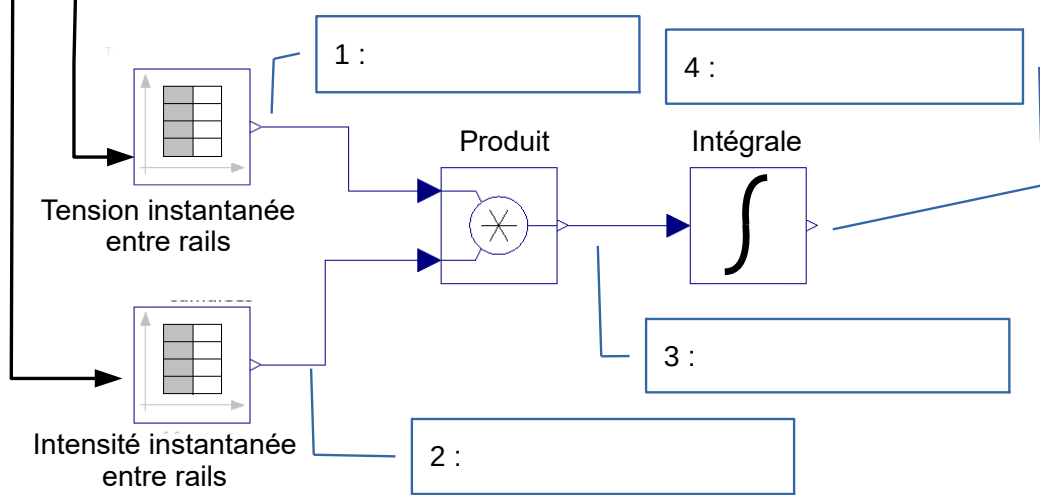 1 :
4 :
Produit
Intégrale
Tension instantanée
entre rails
3 :
Intensité instantanée
entre rails
2 :